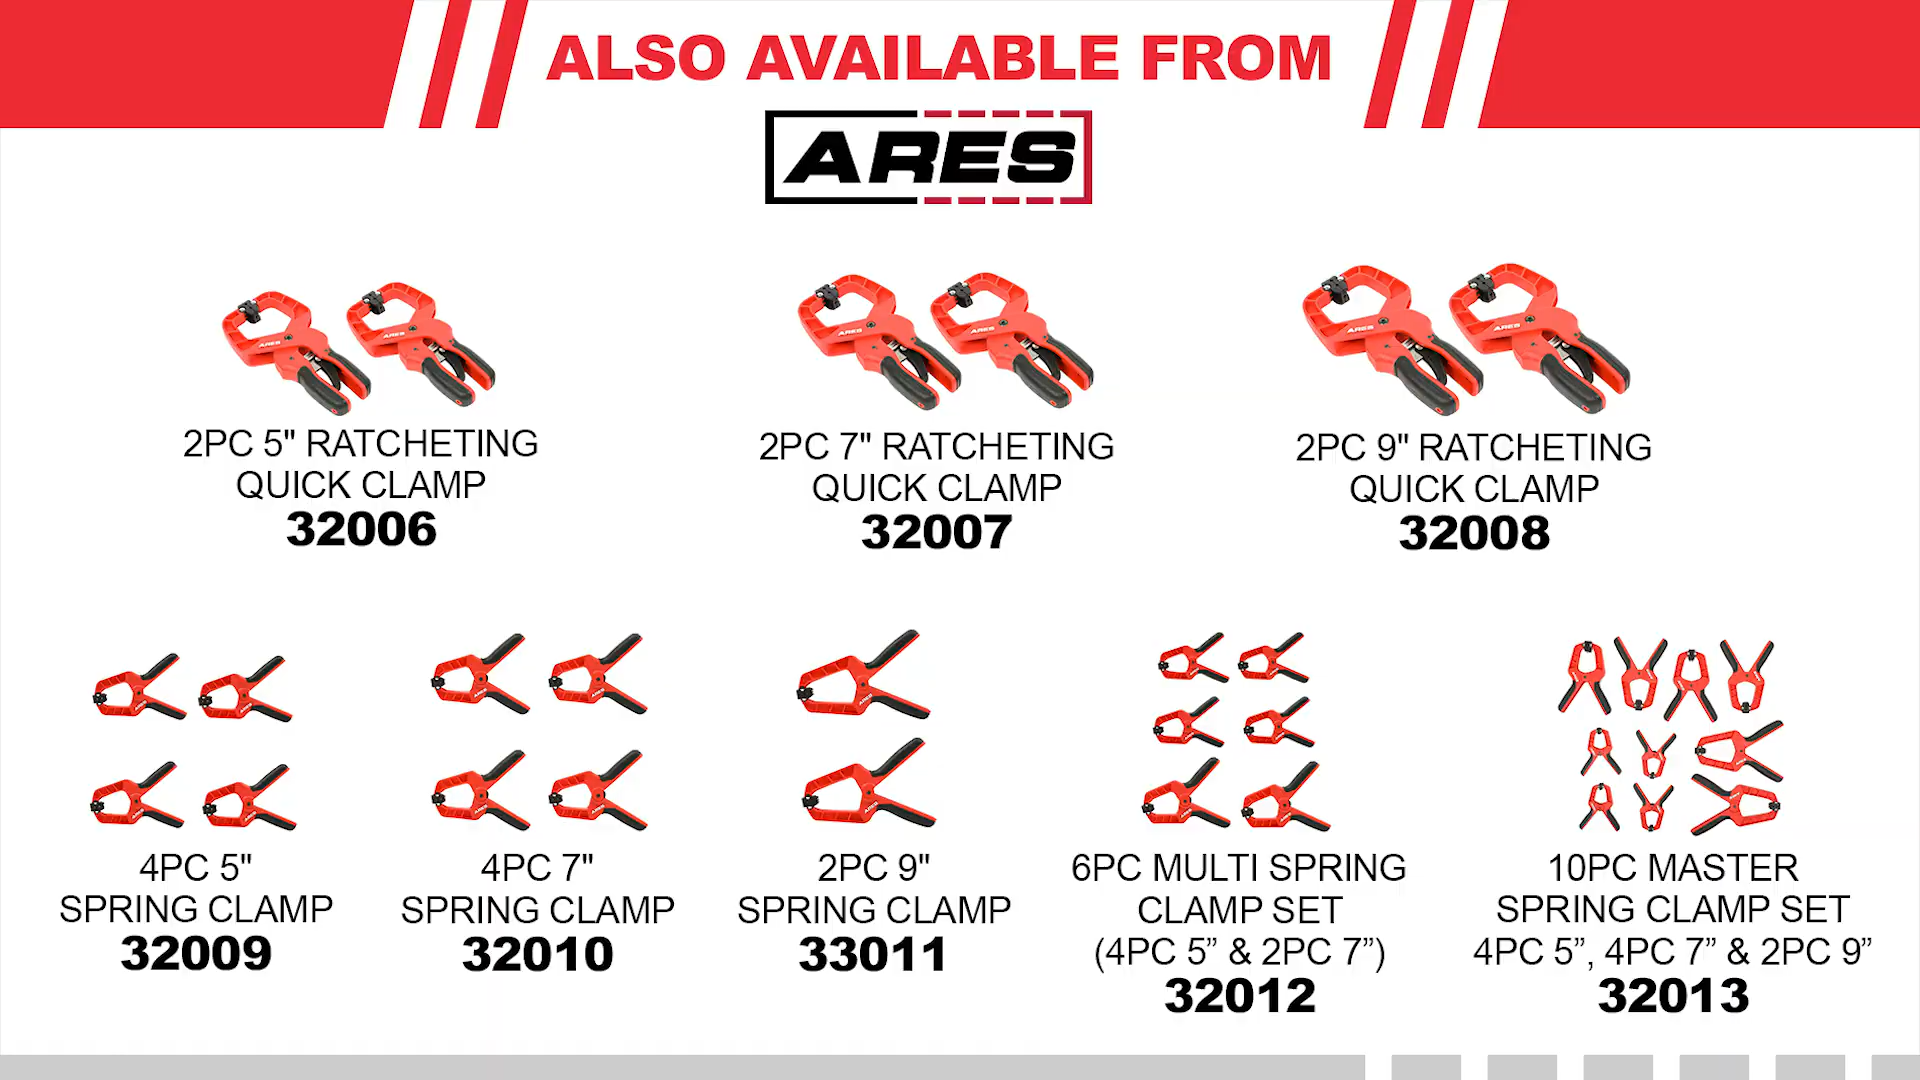 ALSO AVAILABLE FROM
ARES
2PC 5" RATCHETING
QUICK CLAMP
32006
2PC 7" RATCHETING
QUICK CLAMP
32007
2PC 9" RATCHETING
QUICK CLAMP
32008
4PC 5"
SPRING CLAMP
32009
4PC 7"
SPRING CLAMP
32010
2PC 9"
SPRING CLAMP
33011
6PC MULTI SPRING
CLAMP SET
(4PC 5” & 2PC 7”)
32012
10PC MASTER
SPRING CLAMP SET
4PC 5”, 4PC 7” & 2PC 9”
32013